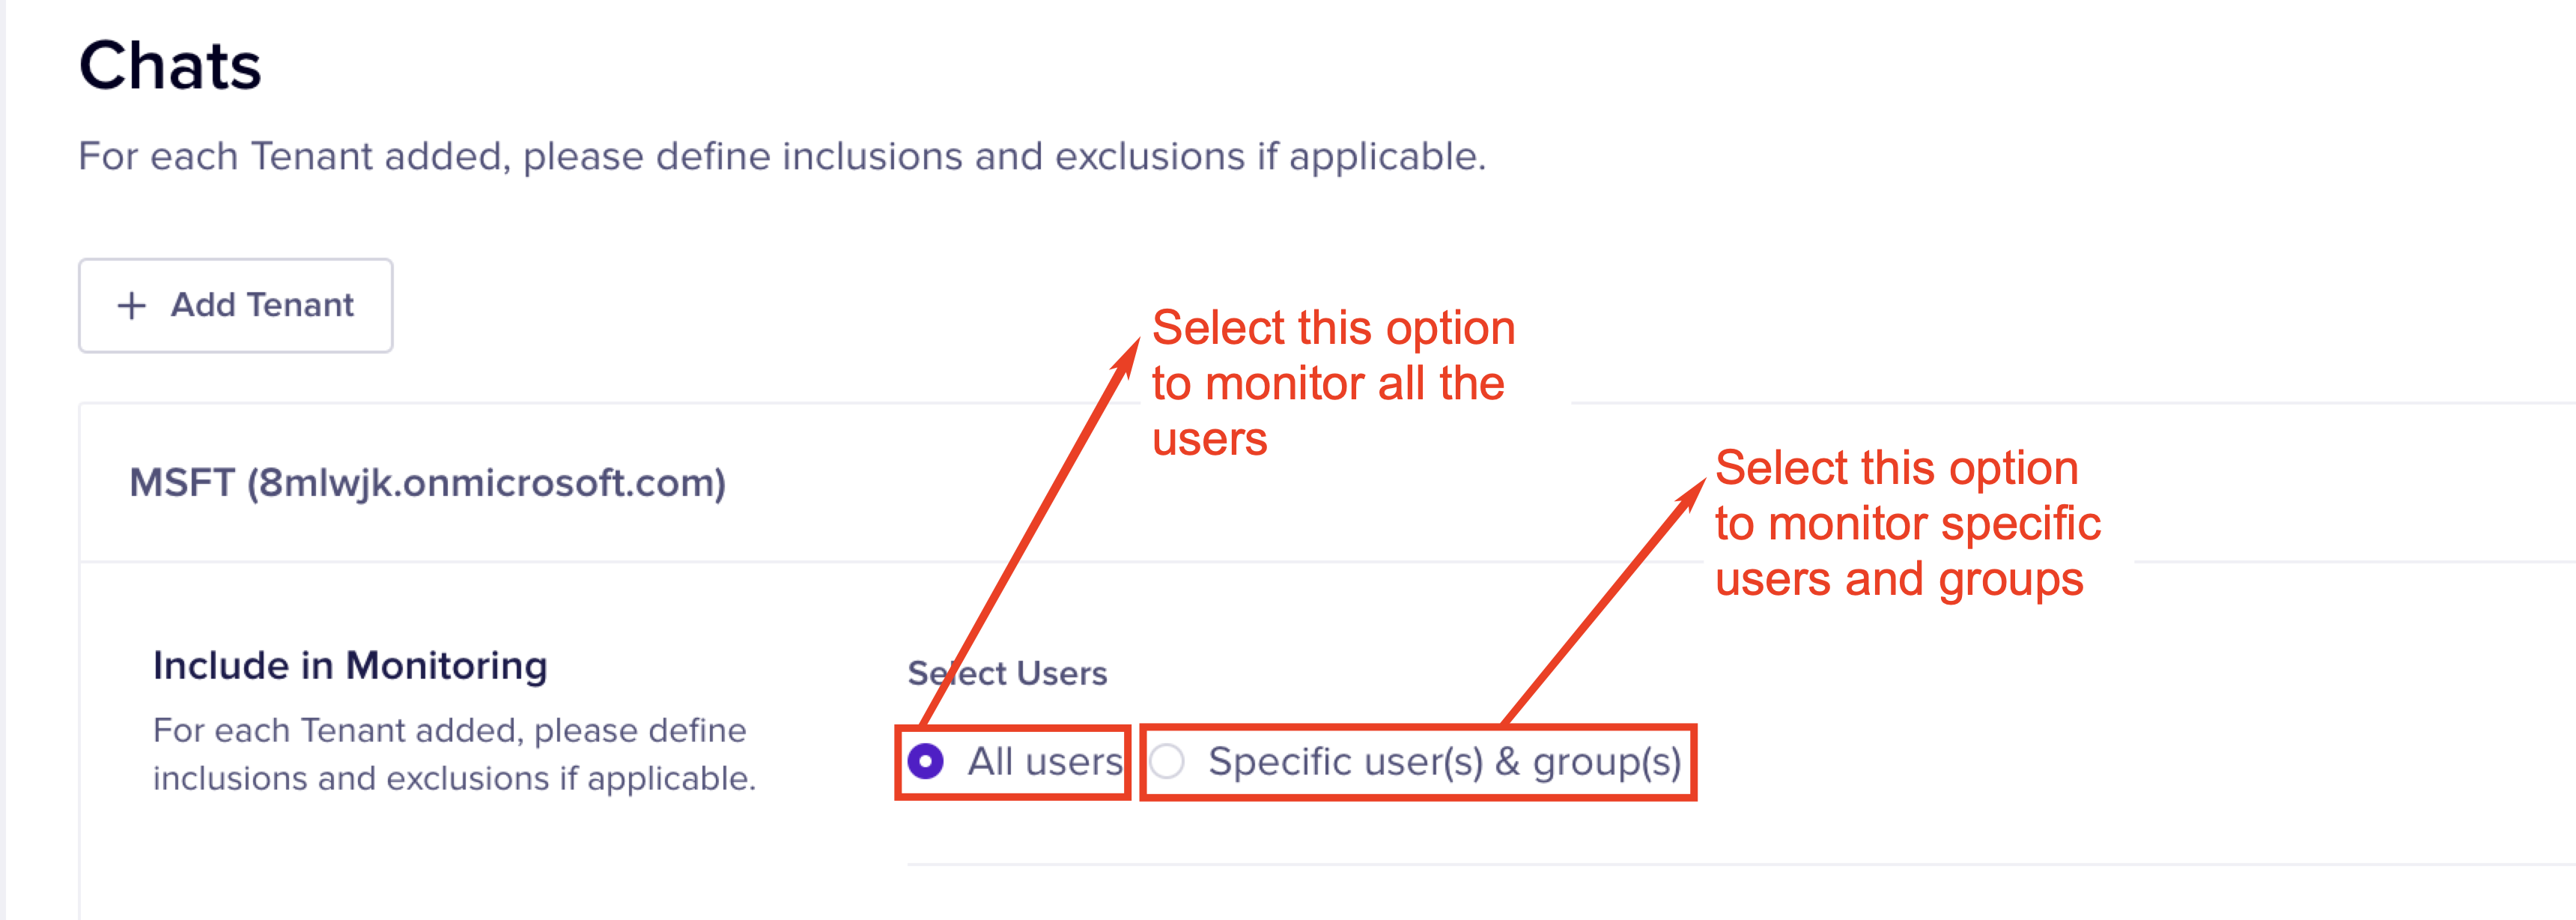 Chats
For each Tenant added, please define inclusions and exclusions if applicable.
+ Add Tenant
Select this option
to monitor all the
users
Select this option
to monitor specific
users and groups
MSFT (8mlwjk.onmicrosoft.com)
Include in Monitoring
For each Tenant added, please define
inclusions and exclusions if applicable.
Select Users
All users
Specific user(s) & group(s)